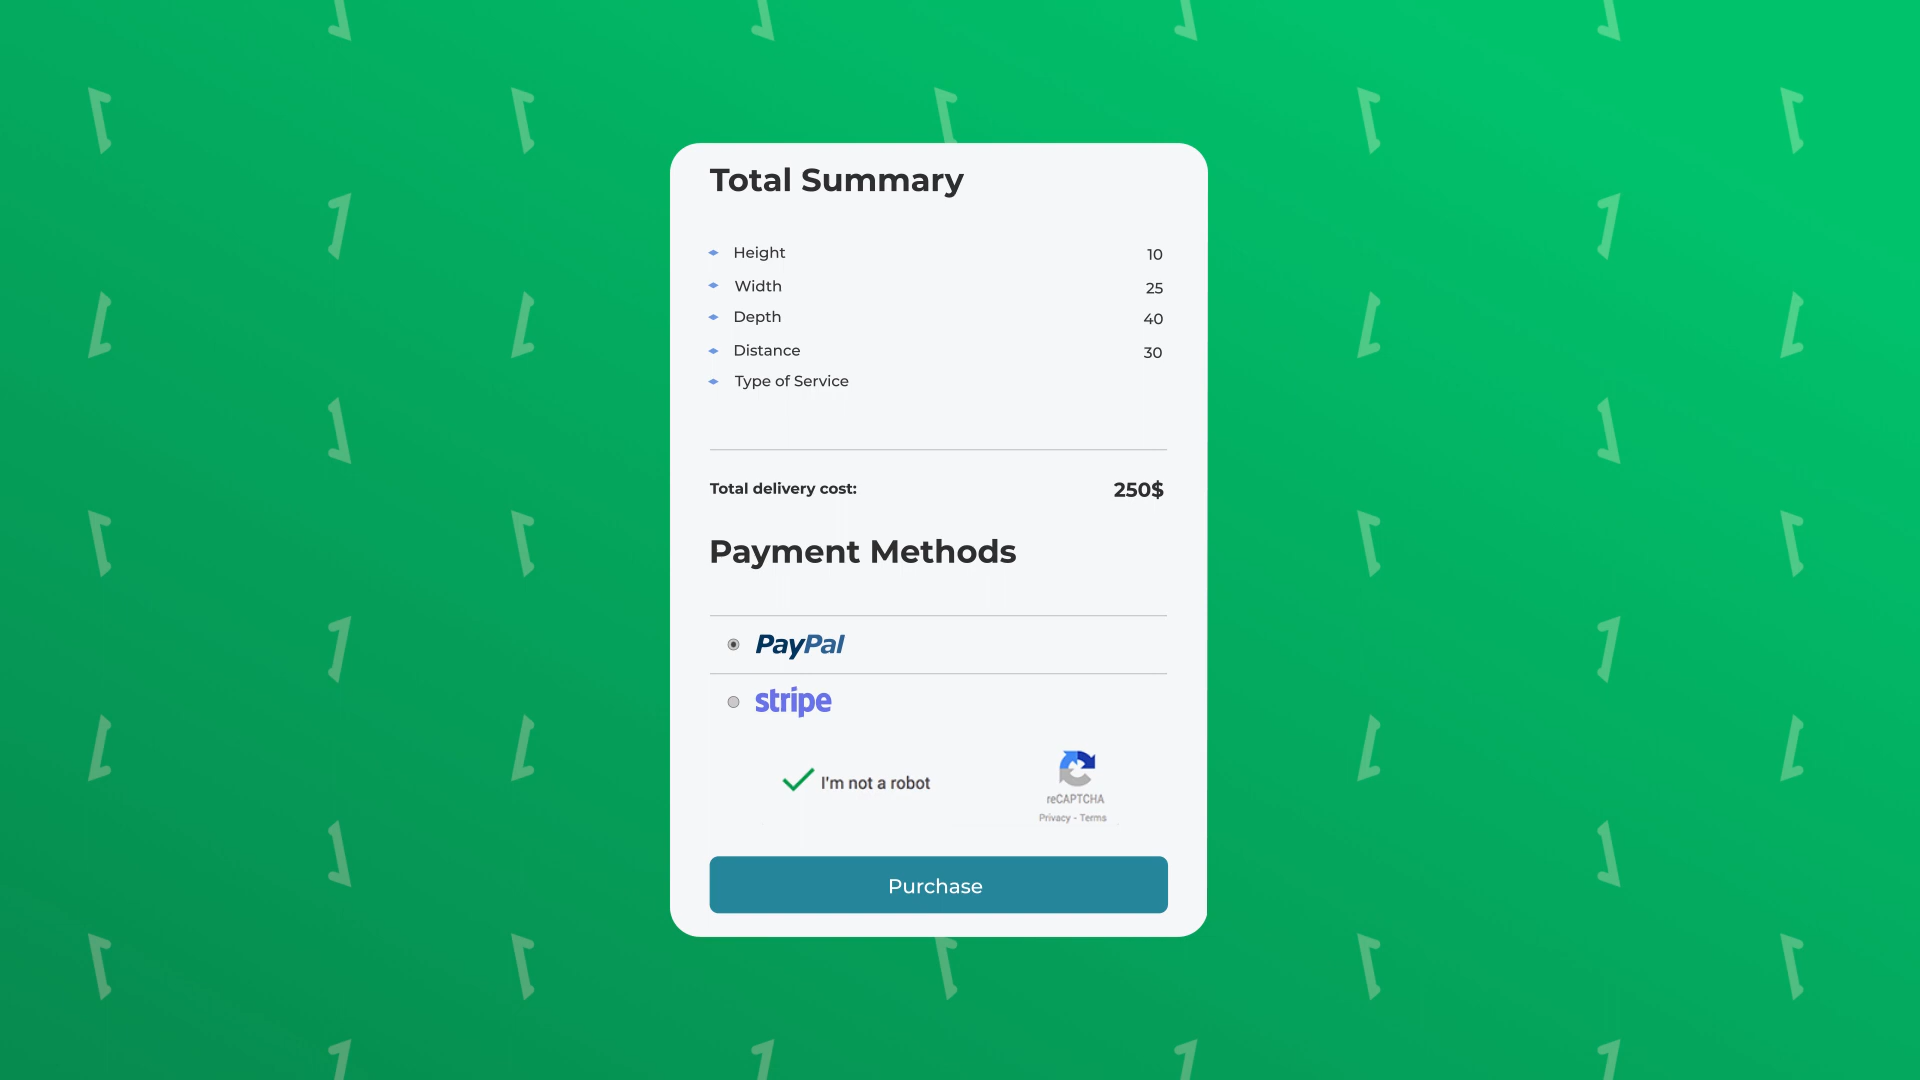 Total Summary
Height 10
Width 25
Depth 40
Distance 30
Type of Service
Total delivery cost: 250$
Payment Methods
PayPal
stripe
I'm not a robot
reCAPTCHA
Privacy - Terms
Purchase